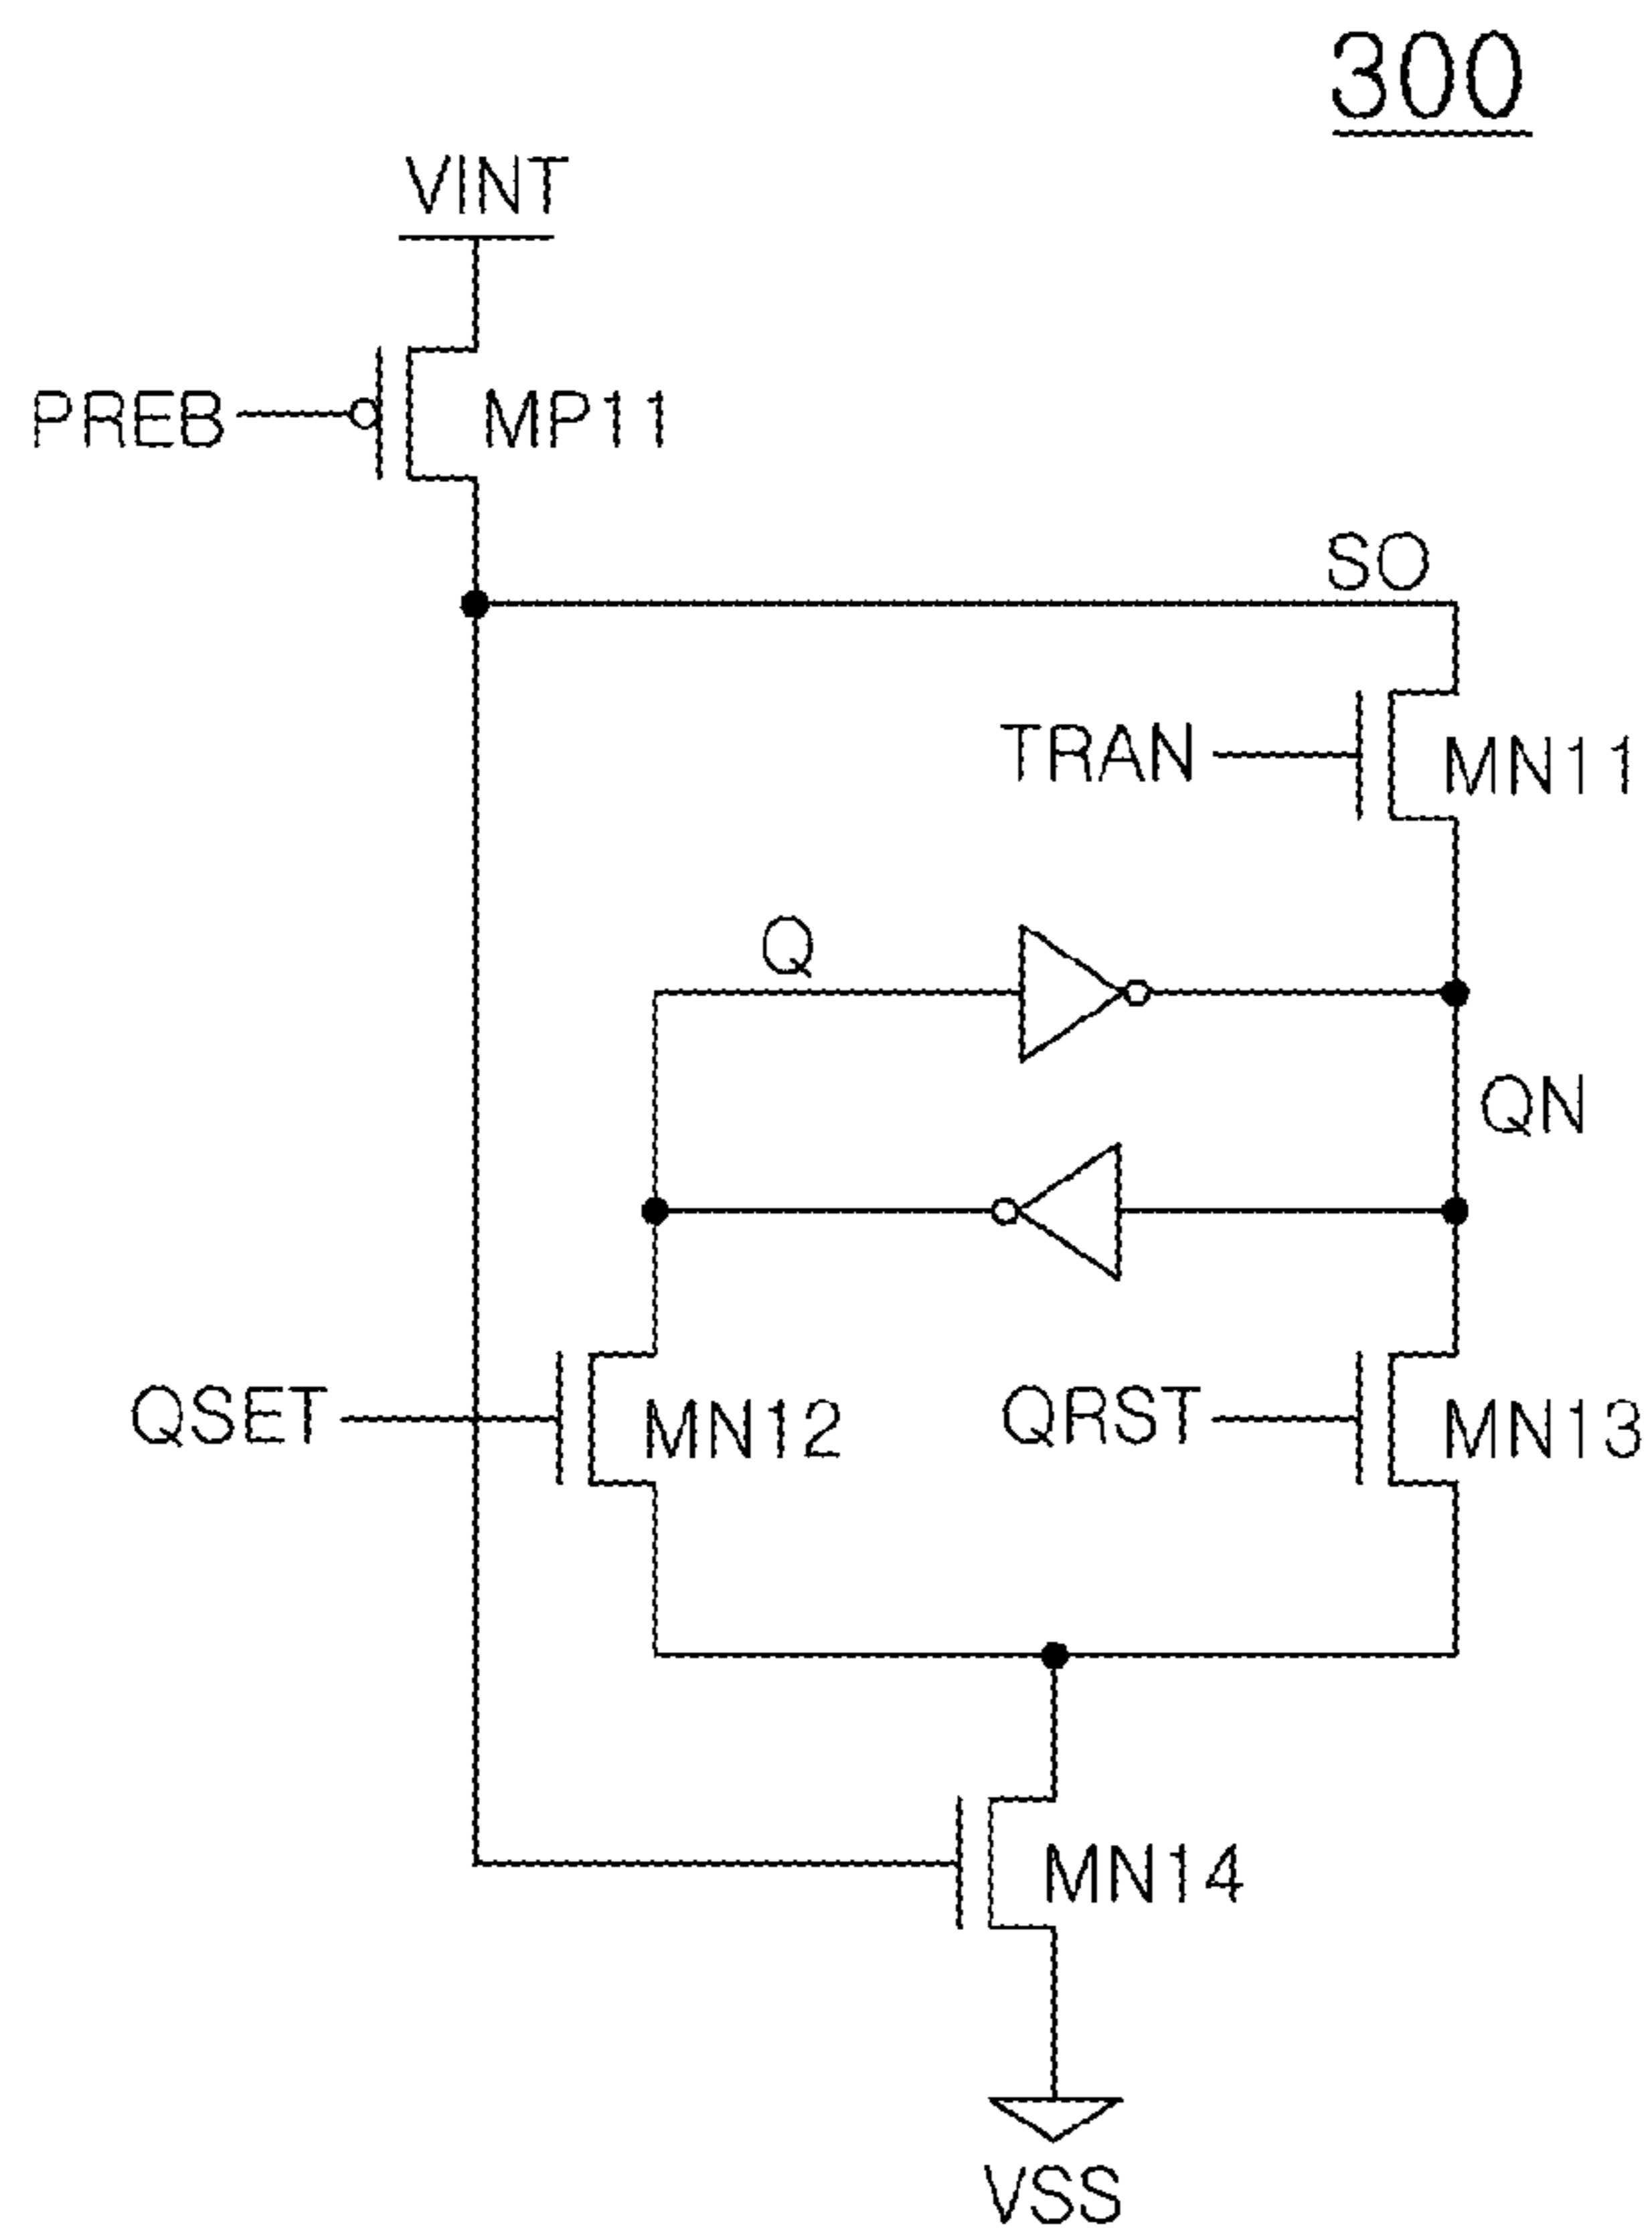 300
VINT
PREB
MP11
SO
TRAN
MN11
Q
QN
QSET
MN12
QRST
MN13
MN14
VSS